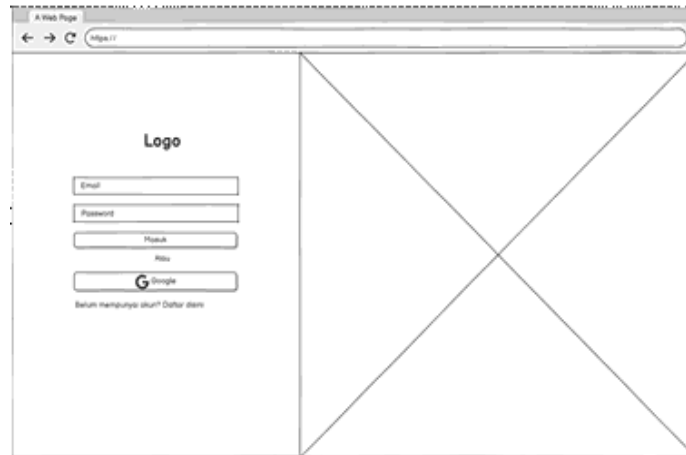 A Web Page
https://
Logo
Email
Password
Masuk
Atau
Google
Belum mempunyai akun? Daftar disini